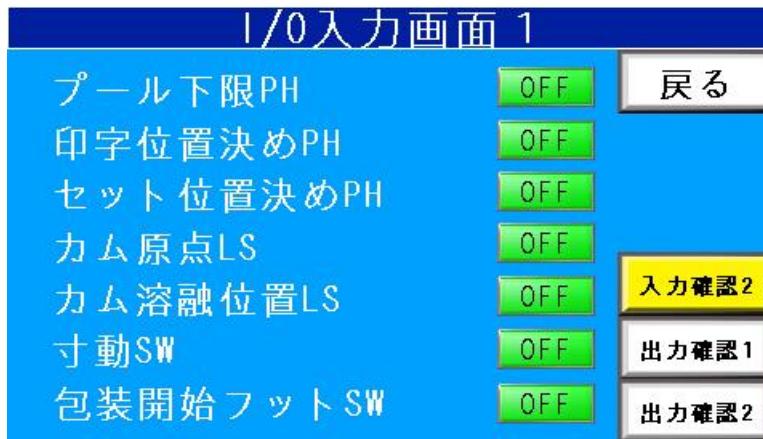 I/O入力画面1
プール下限PH OFF 戻る
印字位置決めPH OFF
セット位置決めPH OFF
カム原点LS OFF
カム溶融位置LS OFF 入力確認2
寸動SW OFF 出力確認1
包装開始フットSW OFF 出力確認2